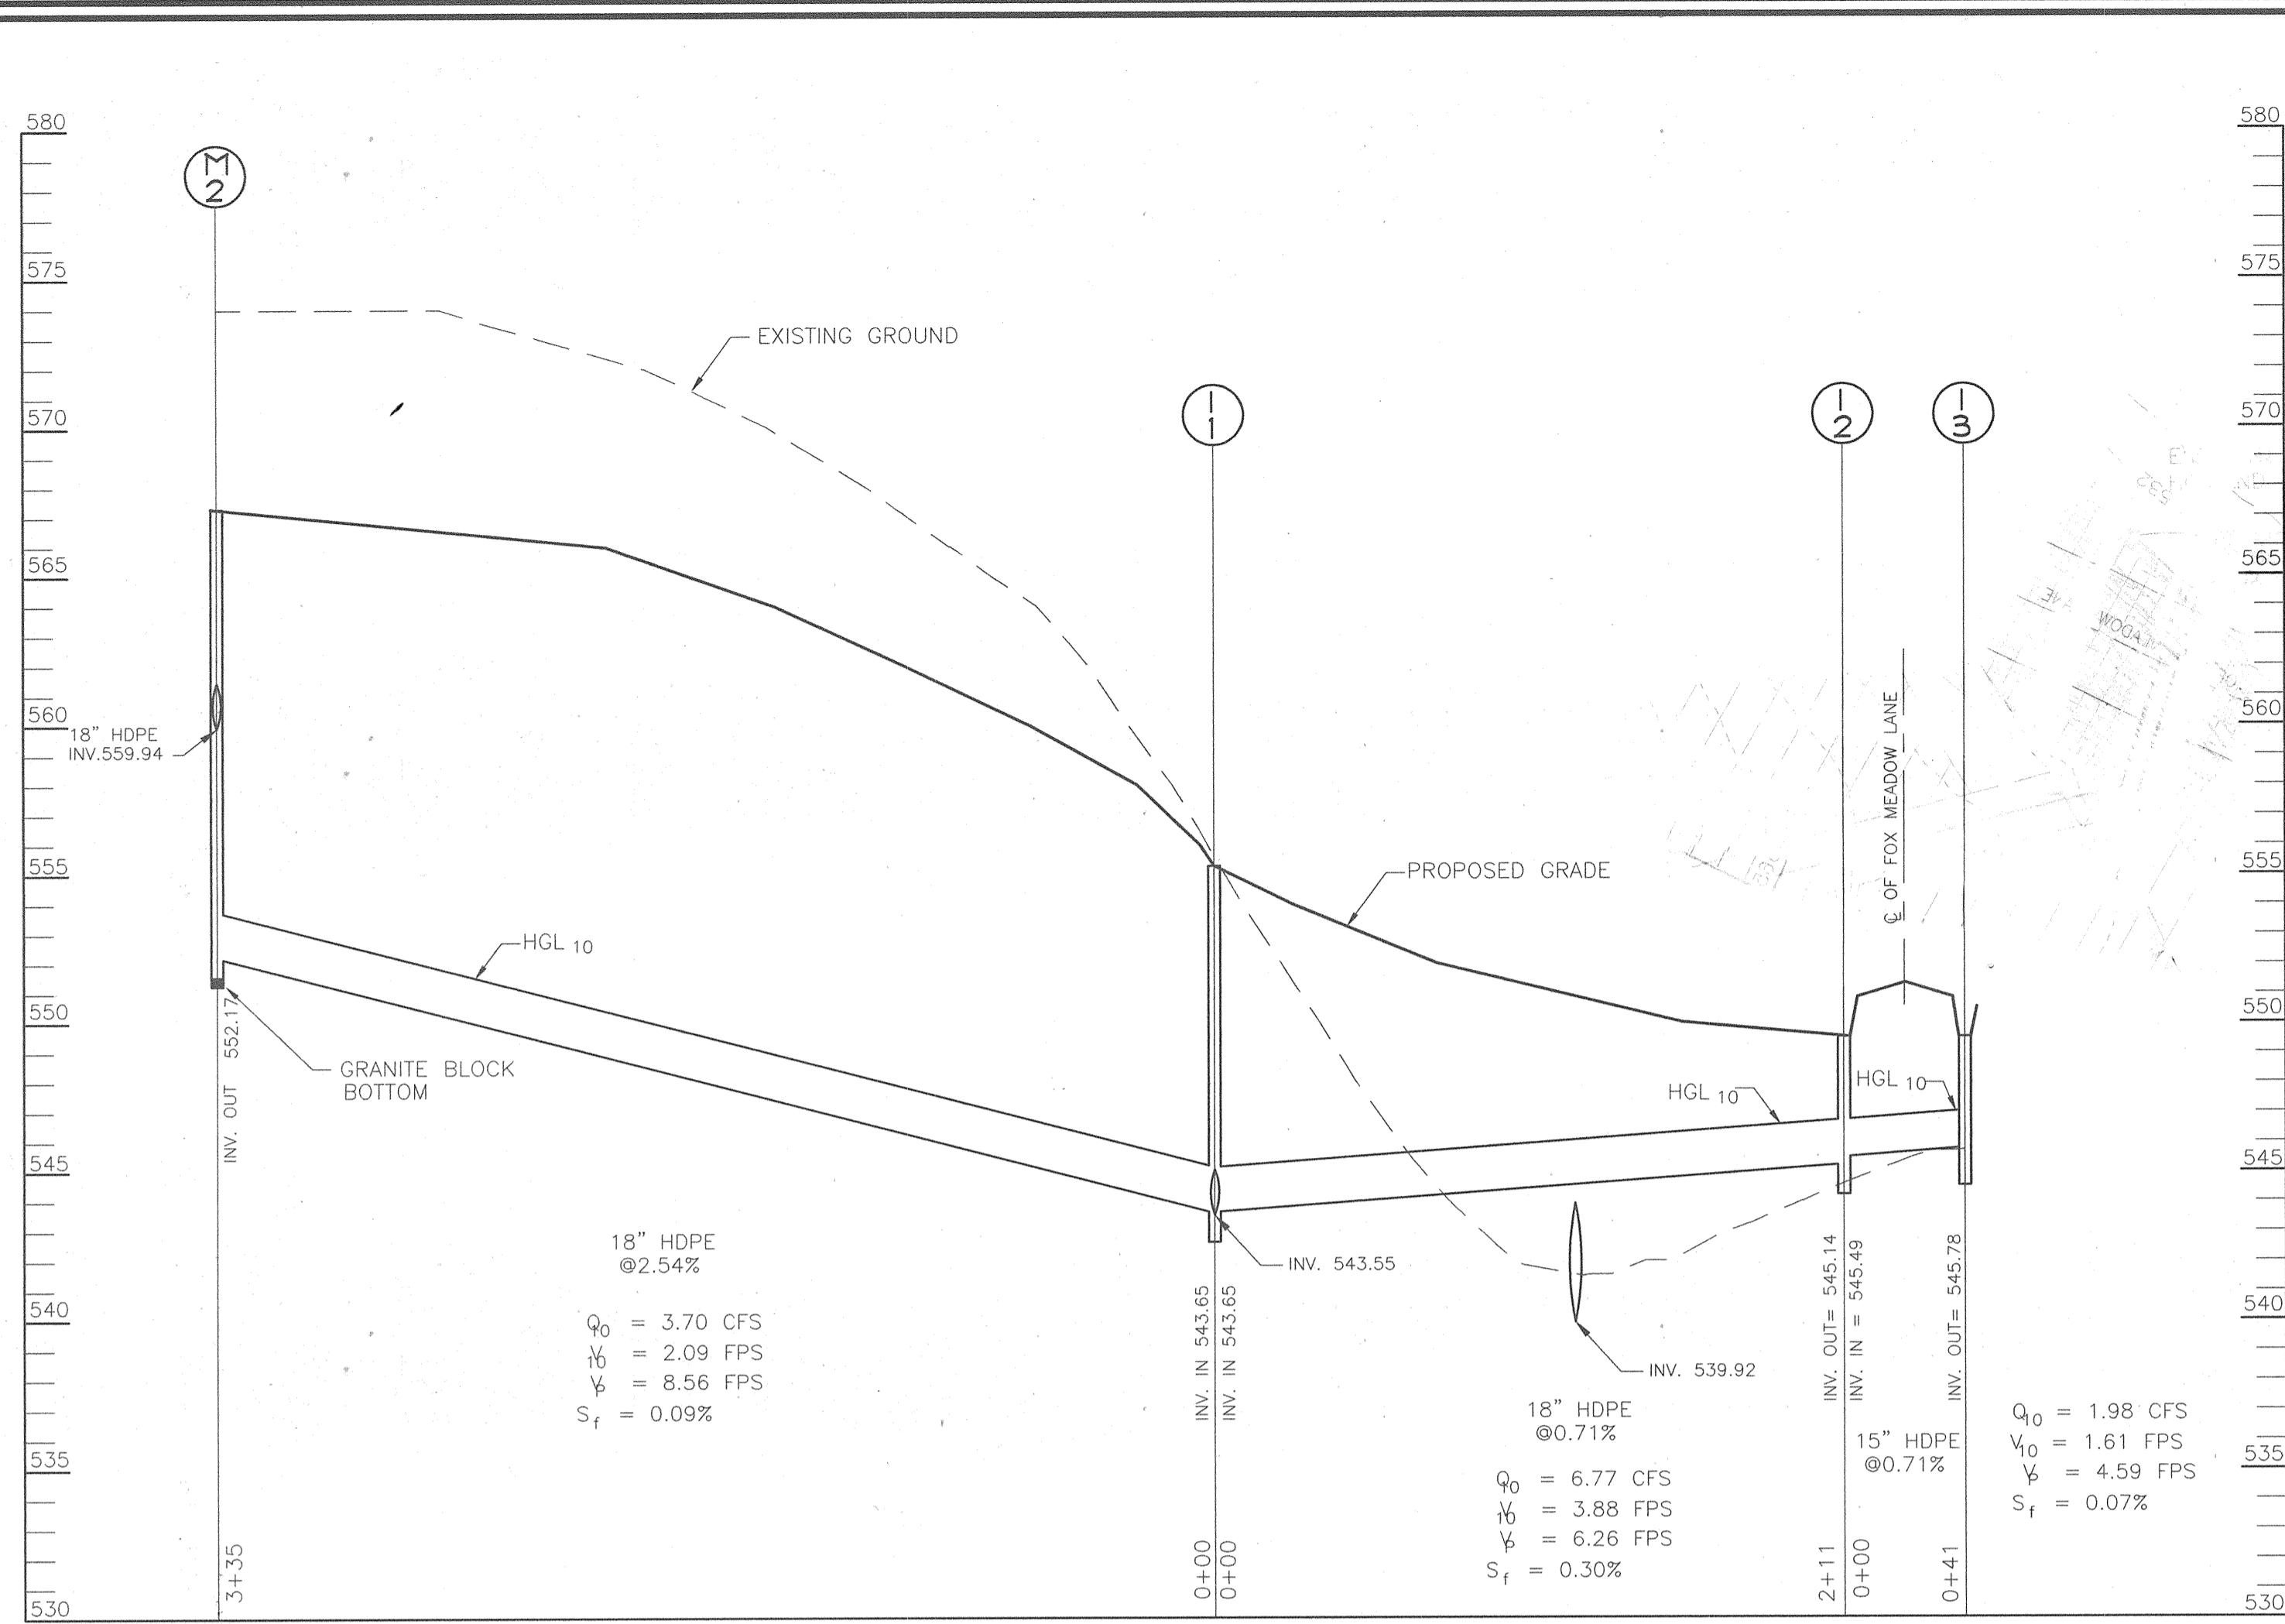 580
575
570
565
560
555
550
545
540
535
530
M
2
EXISTING GROUND
I
1
I
2
I
3
18" HDPE
INV.559.94
HGL 10
GRANITE BLOCK
BOTTOM
INV. OUT 552.17
18" HDPE
@2.54%
Q10 = 3.70 CFS
V10 = 2.09 FPS
Vp = 8.56 FPS
Sf = 0.09%
3+35
PROPOSED GRADE
℄ OF FOX MEADOW LANE
HGL 10
HGL 10
INV. 543.55
INV. IN 543.65
INV. IN 543.65
0+00
0+00
INV. 539.92
18" HDPE
@0.71%
Q10 = 6.77 CFS
V10 = 3.88 FPS
Vp = 6.26 FPS
Sf = 0.30%
INV. OUT= 545.14
INV. IN = 545.49
INV. OUT= 545.78
2+11
0+00
0+41
15" HDPE
@0.71%
Q10 = 1.98 CFS
V10 = 1.61 FPS
Vp = 4.59 FPS
Sf = 0.07%
580
575
570
565
560
555
550
545
540
535
530